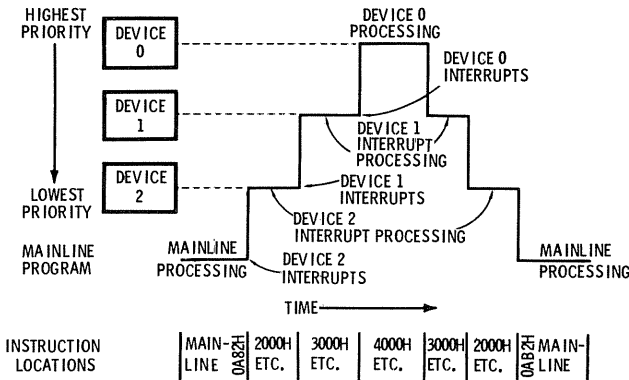 HIGHEST
PRIORITY
DEVICE
0
DEVICE 0
PROCESSING
DEVICE 0
INTERRUPTS
DEVICE
1
DEVICE 1
INTERRUPT
PROCESSING
DEVICE
2
DEVICE 1
INTERRUPTS
LOWEST
PRIORITY
DEVICE 2
INTERRUPT PROCESSING
MAINLINE
PROGRAM
MAINLINE
PROCESSING
DEVICE 2
INTERRUPTS
MAINLINE
PROCESSING
TIME
INSTRUCTION
LOCATIONS
MAIN-
LINE
0A82H
2000H
ETC.
3000H
ETC.
4000H
ETC.
3000H
ETC.
2000H
ETC.
0AB2H
MAIN-
LINE